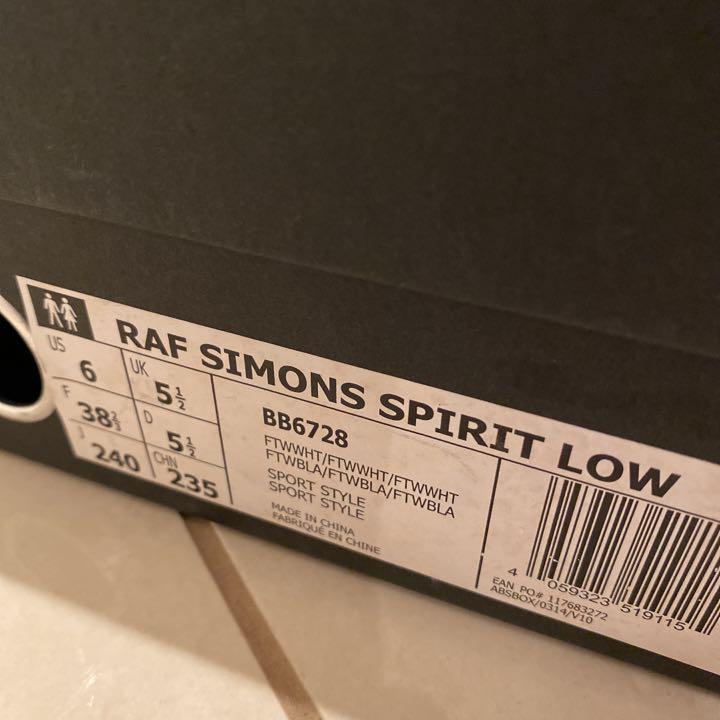 RAF SIMONS SPIRIT LOW
US 6
UK 5½
F 38⅔
D 5½
J 240
CHN 235
BB6728
FTWWHT/FTWWHT/FTWWHT
FTWBLA/FTWBLA/FTWBLA
SPORT STYLE
SPORT STYLE
MADE IN CHINA
FABRIQUÉ EN CHINE
4 059323 519115
EAN PO# 117683272
ABSBOX/0314/V10